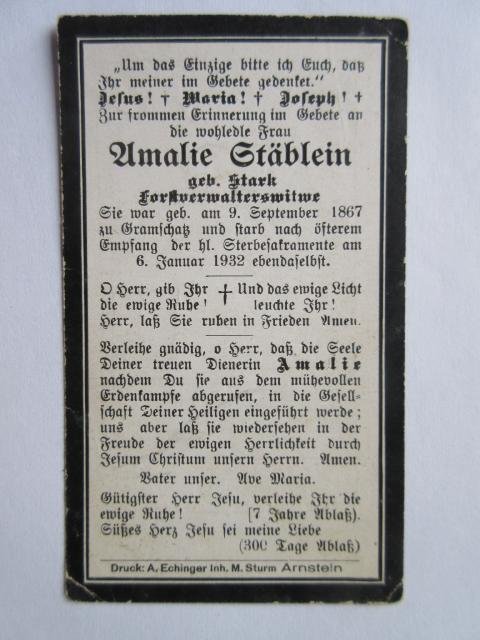 „Um das Einzige bitte ich Euch, daß
Ihr meiner im Gebete gedenket.“
Jesus! † Maria! † Joseph! †
Zur frommen Erinnerung im Gebete an
die wohledle Frau
Amalie Stäblein
geb. Stark
Forstverwalterswitwe
Sie war geb. am 9. September 1867
zu Gramschatz und starb nach öfterem
Empfang der hl. Sterbesakramente am
6. Januar 1932 ebendaselbst.
O Herr, gib Ihr † Und das ewige Licht
die ewige Ruhe! leuchte Ihr!
Herr, laß Sie ruhen in Frieden Amen.
Verleihe gnädig, o Herr, daß die Seele
Deiner treuen Dienerin Amalie
nachdem Du sie aus dem mühevollen
Erdenkampfe abgerufen, in die Gesell-
schaft Deiner Heiligen eingeführt werde;
uns aber laß sie wiedersehen in der
Freude der ewigen Herrlichkeit durch
Jesum Christum unsern Herrn. Amen.
Vater unser. Ave Maria.
Gütigster Herr Jesu, verleihe Ihr die
ewige Ruhe! [7 Jahre Ablaß).
Süßes Herz Jesu sei meine Liebe
(300 Tage Ablaß)
Druck: A. Echinger Inh. M. Sturm Arnstein